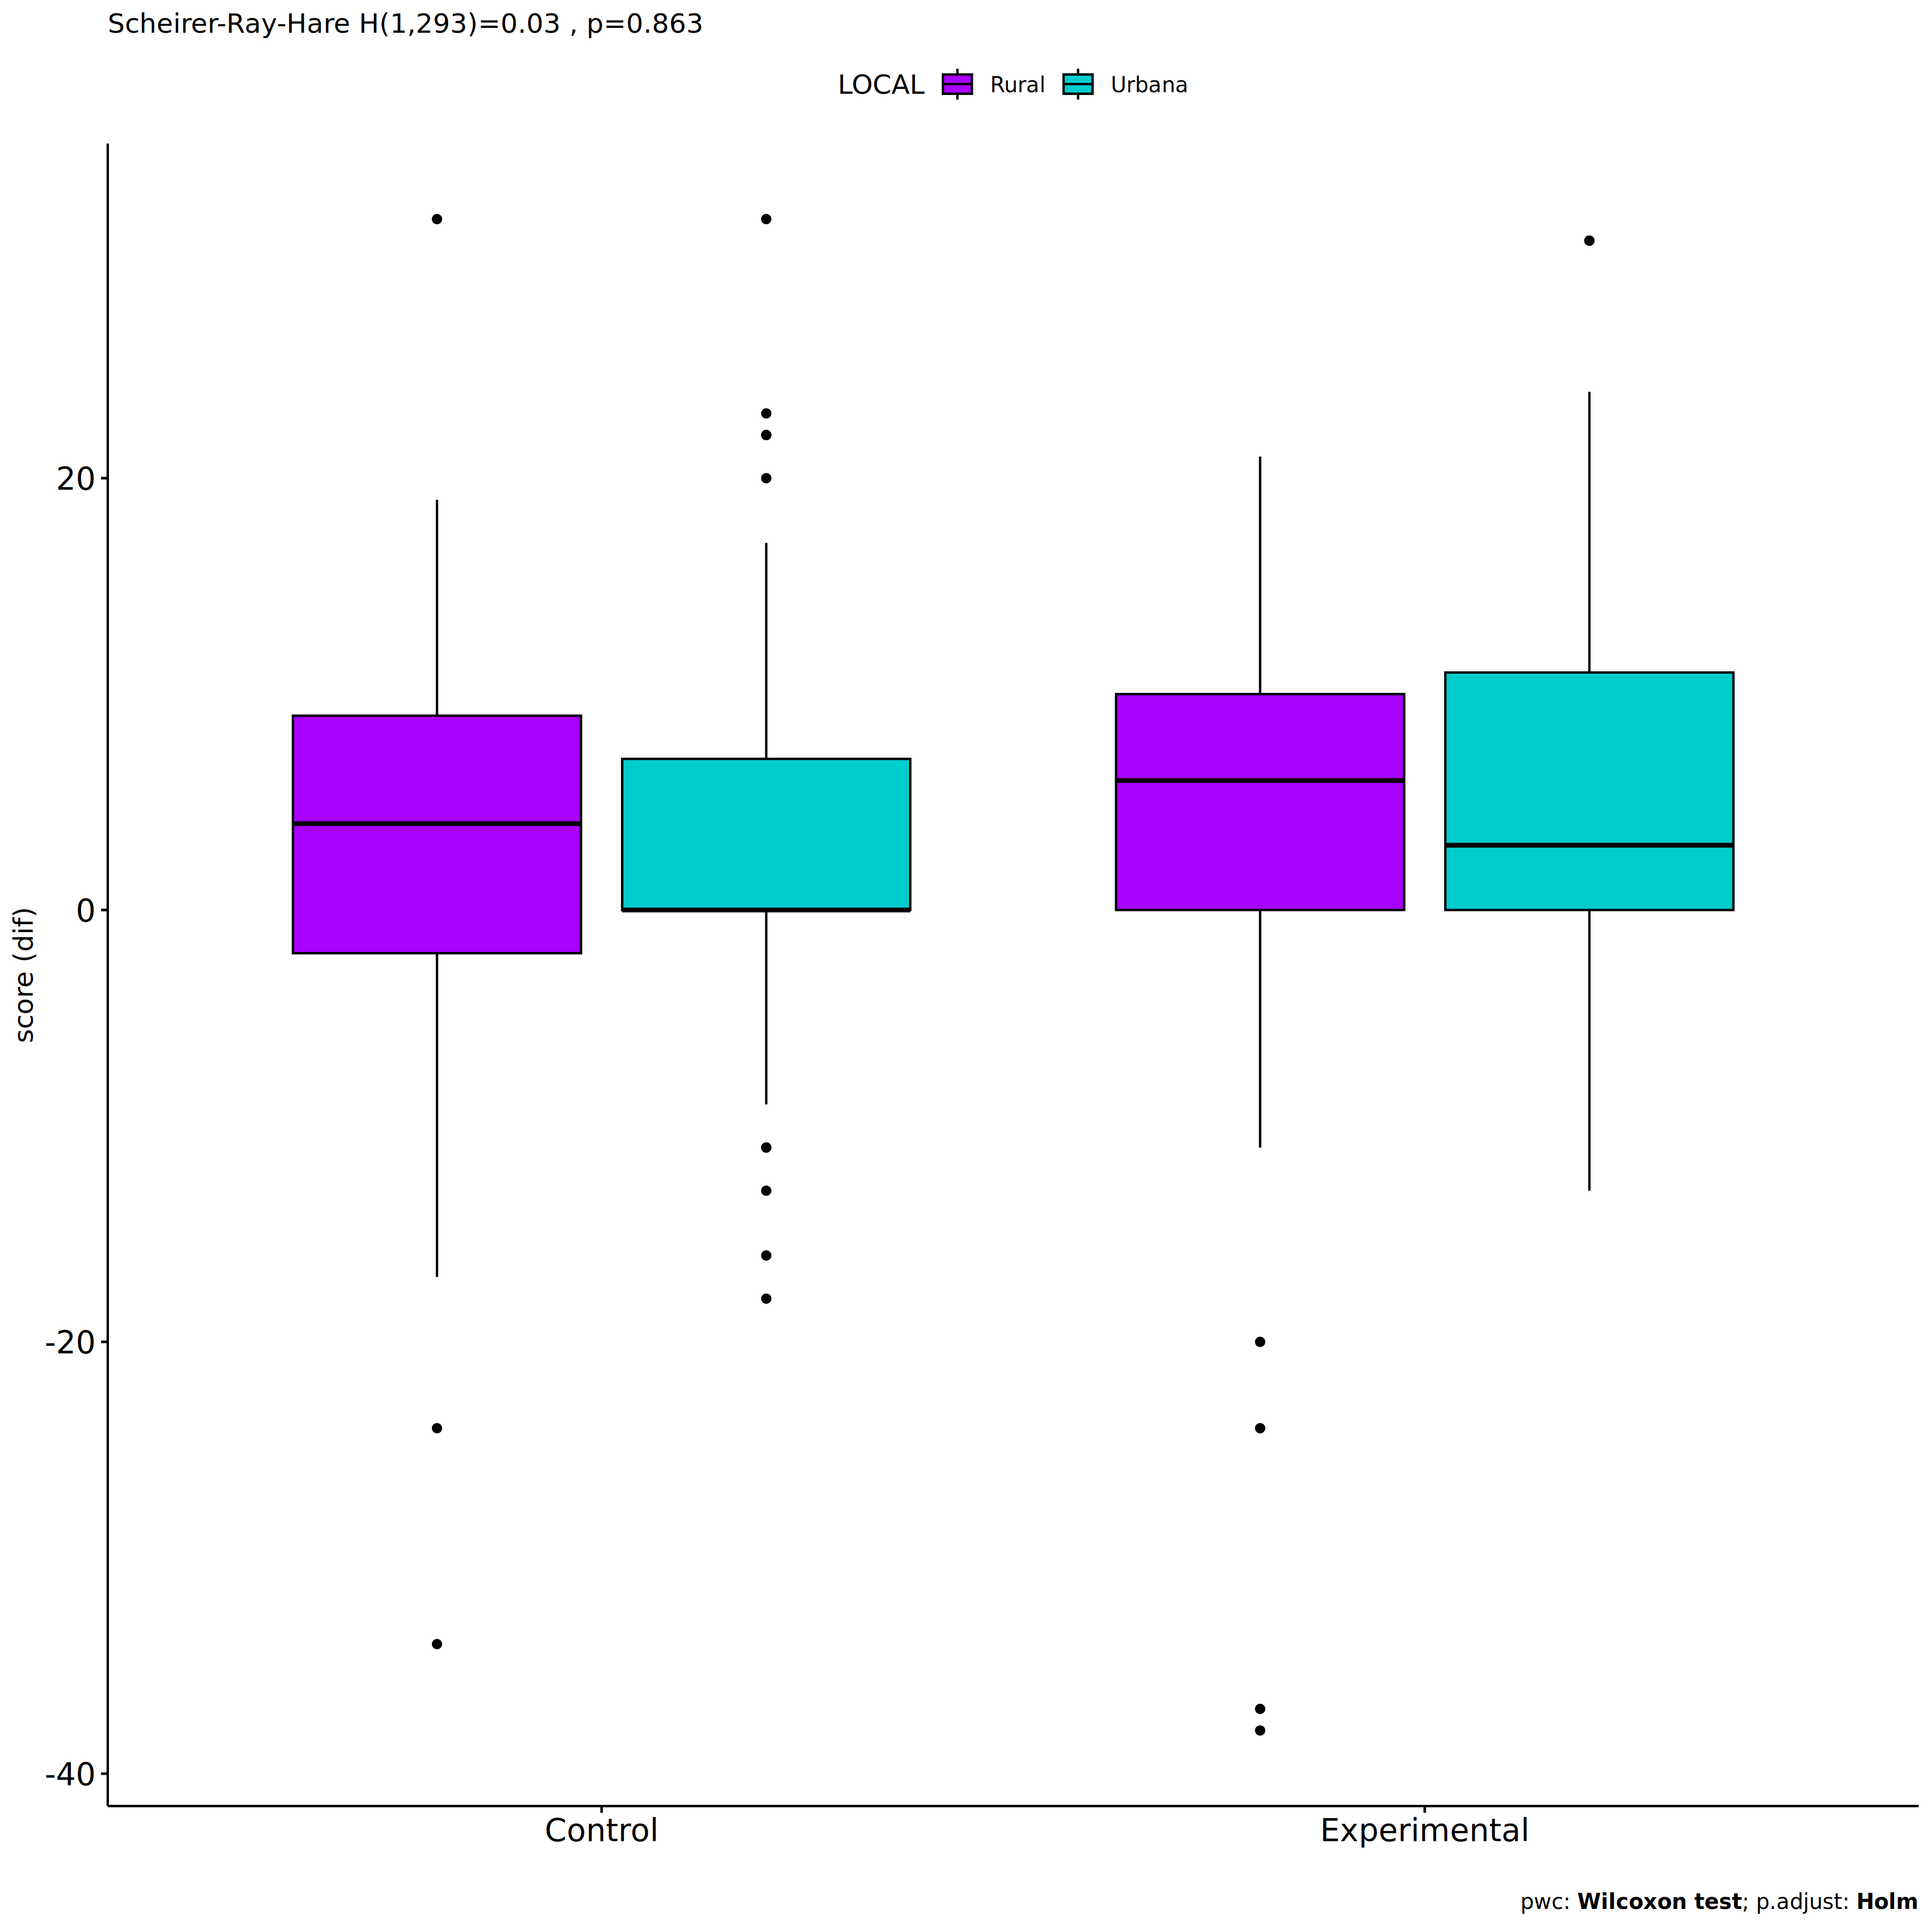 Scheirer-Ray-Hare H(1,293)=0.03 , p=0.863
LOCAL Rural Urbana
20
0
-20
-40
score (dif)
Control Experimental
pwc: Wilcoxon test; p.adjust: Holm